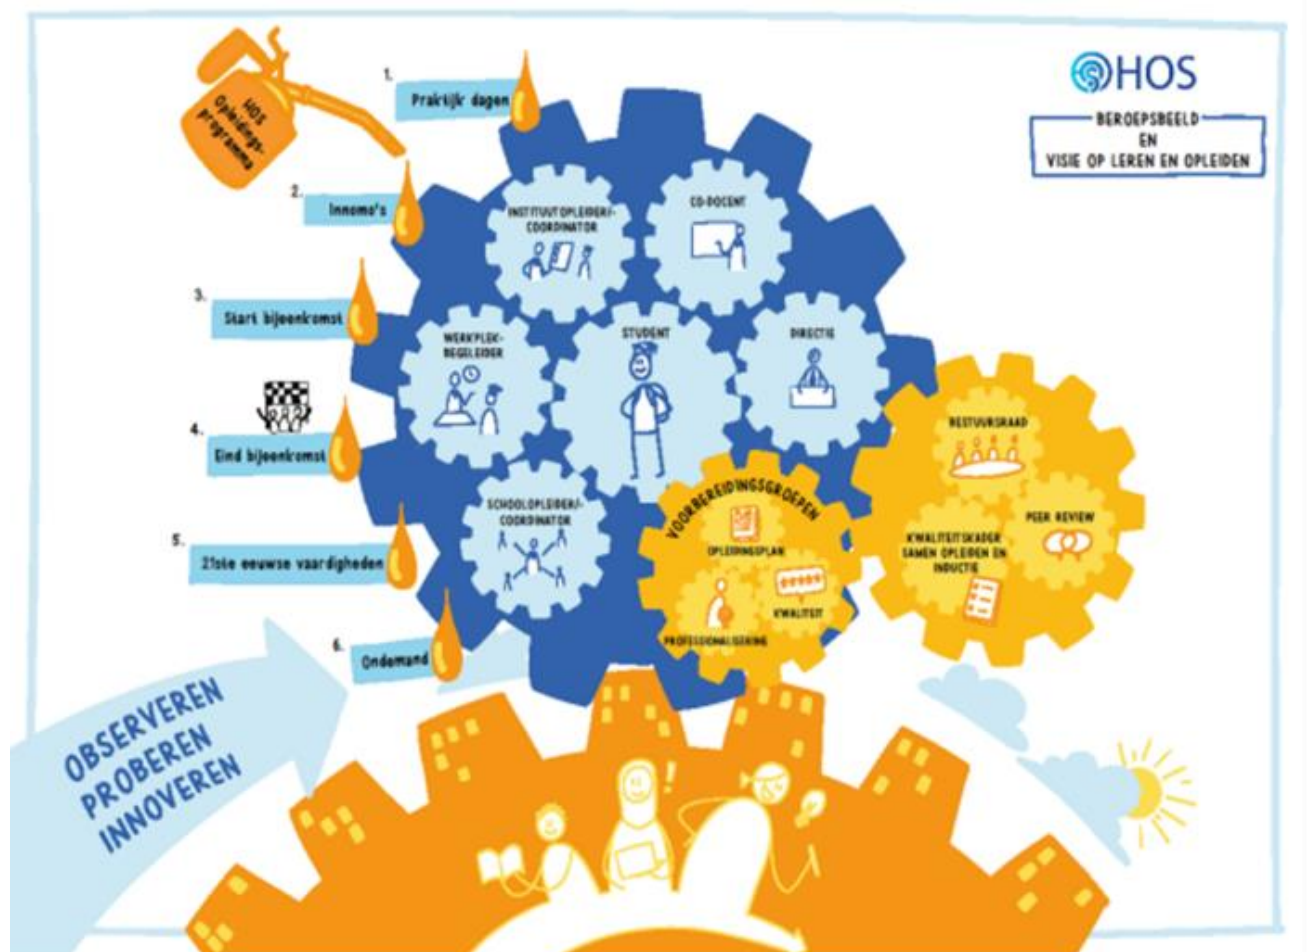 HOS
Opleidings-
programma
1.
Praktijk dagen
2.
Innomo's
3.
Start bijeenkomst
4.
Eind bijeenkomst
5.
21ste eeuwse vaardigheden
6.
Ondemand
OBSERVEREN
PROBEREN
INNOVEREN
HOS
BEROEPSBEELD
EN
VISIE OP LEREN EN OPLEIDEN
INSTITUUTOPLEIDER/-
COORDINATOR
CO-DOCENT
WERKPLEK-
BEGELEIDER
STUDENT
DIRECTIE
SCHOOLOPLEIDER/-
COORDINATOR
VOORBEREIDINGSGROEPEN
OPLEIDINGSPLAN
KWALITEIT
PROFESSIONALISERING
BESTUURSRAAD
PEER REVIEW
KWALITEITSKADER
SAMEN OPLEIDEN EN
INDUCTIE
!